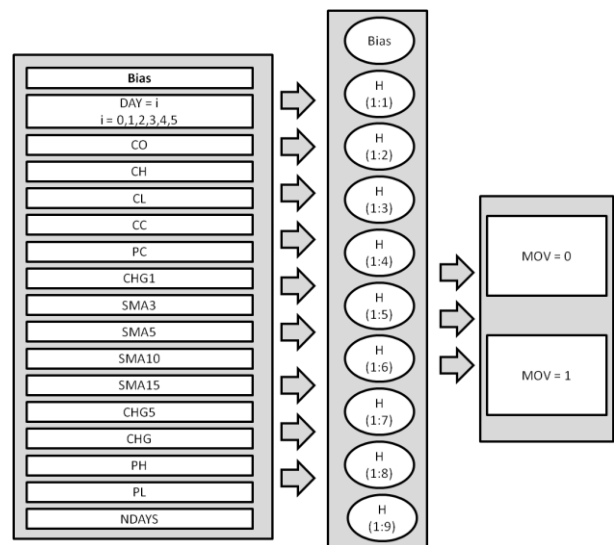 Bias
DAY = i
i = 0,1,2,3,4,5
CO
CH
CL
CC
PC
CHG1
SMA3
SMA5
SMA10
SMA15
CHG5
CHG
PH
PL
NDAYS
Bias
H
(1:1)
H
(1:2)
H
(1:3)
H
(1:4)
H
(1:5)
H
(1:6)
H
(1:7)
H
(1:8)
H
(1:9)
MOV = 0
MOV = 1